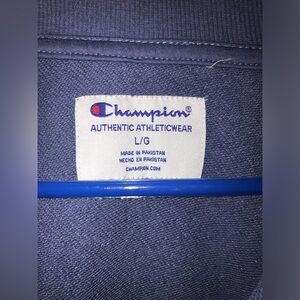 Champion®
AUTHENTIC ATHLETICWEAR
L/G
MADE IN PAKISTAN
HECHO EN PAKISTAN
CHAMPION.COM